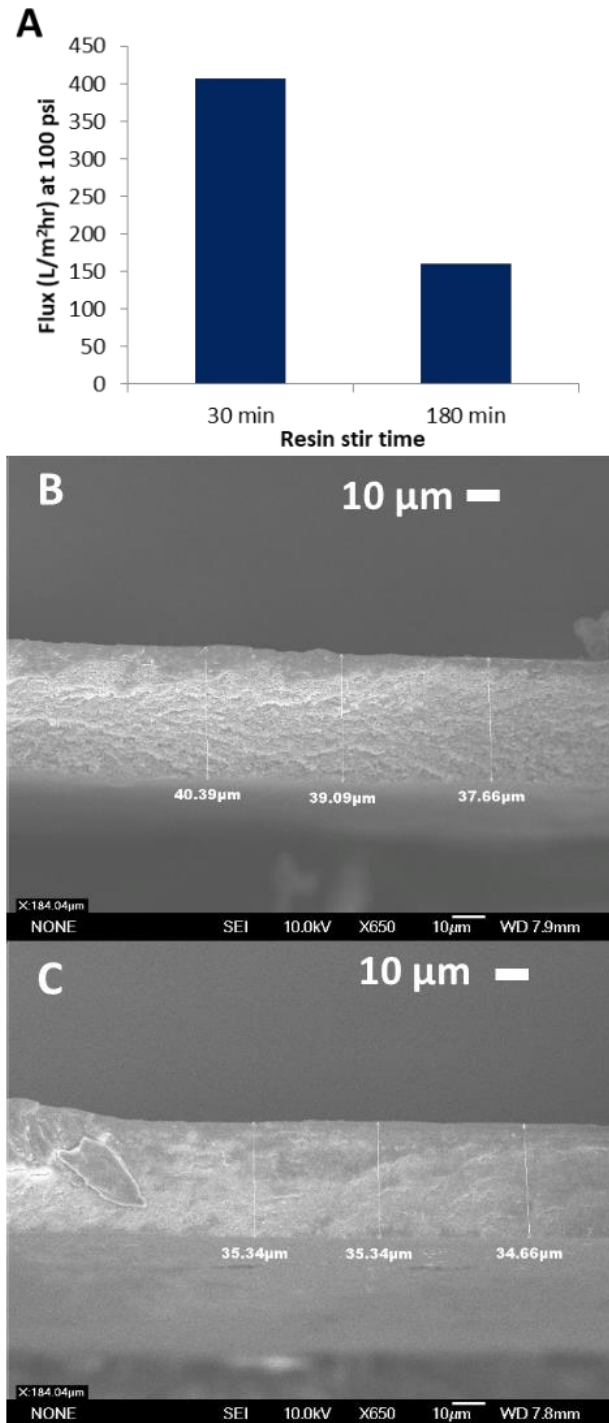 A
450
400
350
300
250
200
150
100
50
0
Flux (L/m²hr) at 100 psi
30 min 180 min
Resin stir time
B 10 µm
40.39µm 39.09µm 37.66µm
X:184.04µm
NONE SEI 10.0kV X650 10µm WD 7.9mm
C 10 µm
35.34µm 35.34µm 34.66µm
X:184.04µm
NONE SEI 10.0kV X650 10µm WD 7.8mm